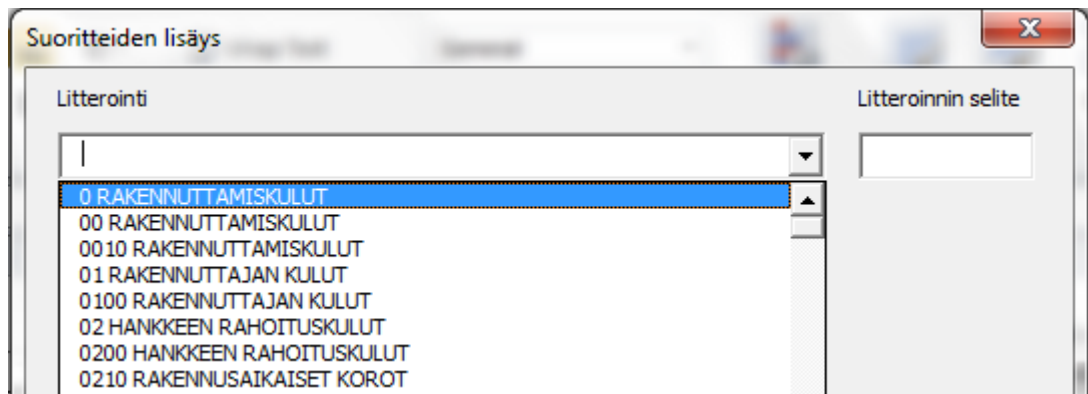 Suoritteiden lisäys
Litterointi
Litteroinnin selite
0 RAKENNUTTAMISKULUT
00 RAKENNUTTAMISKULUT
0010 RAKENNUTTAMISKULUT
01 RAKENNUTTAJAN KULUT
0100 RAKENNUTTAJAN KULUT
02 HANKKEEN RAHOITUSKULUT
0200 HANKKEEN RAHOITUSKULUT
0210 RAKENNUSAIKAISET KOROT